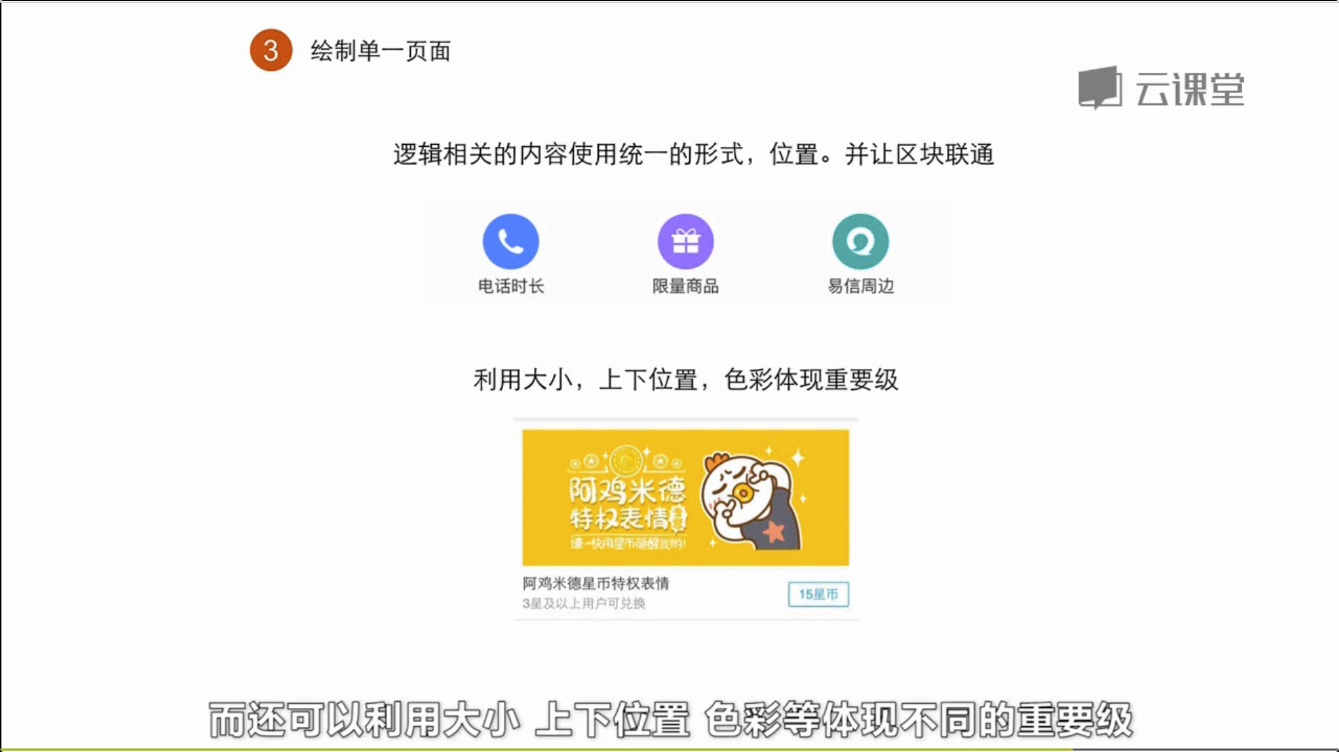 3 绘制单一页面
云课堂
逻辑相关的内容使用统一的形式，位置。并让区块联通
电话时长 限量商品 易信周边
利用大小，上下位置，色彩体现重要级
阿鸡米德
特权表情
阿鸡米德星币特权表情
3星及以上用户可兑换
15星币
而还可以利用大小 上下位置 色彩等体现不同的重要级